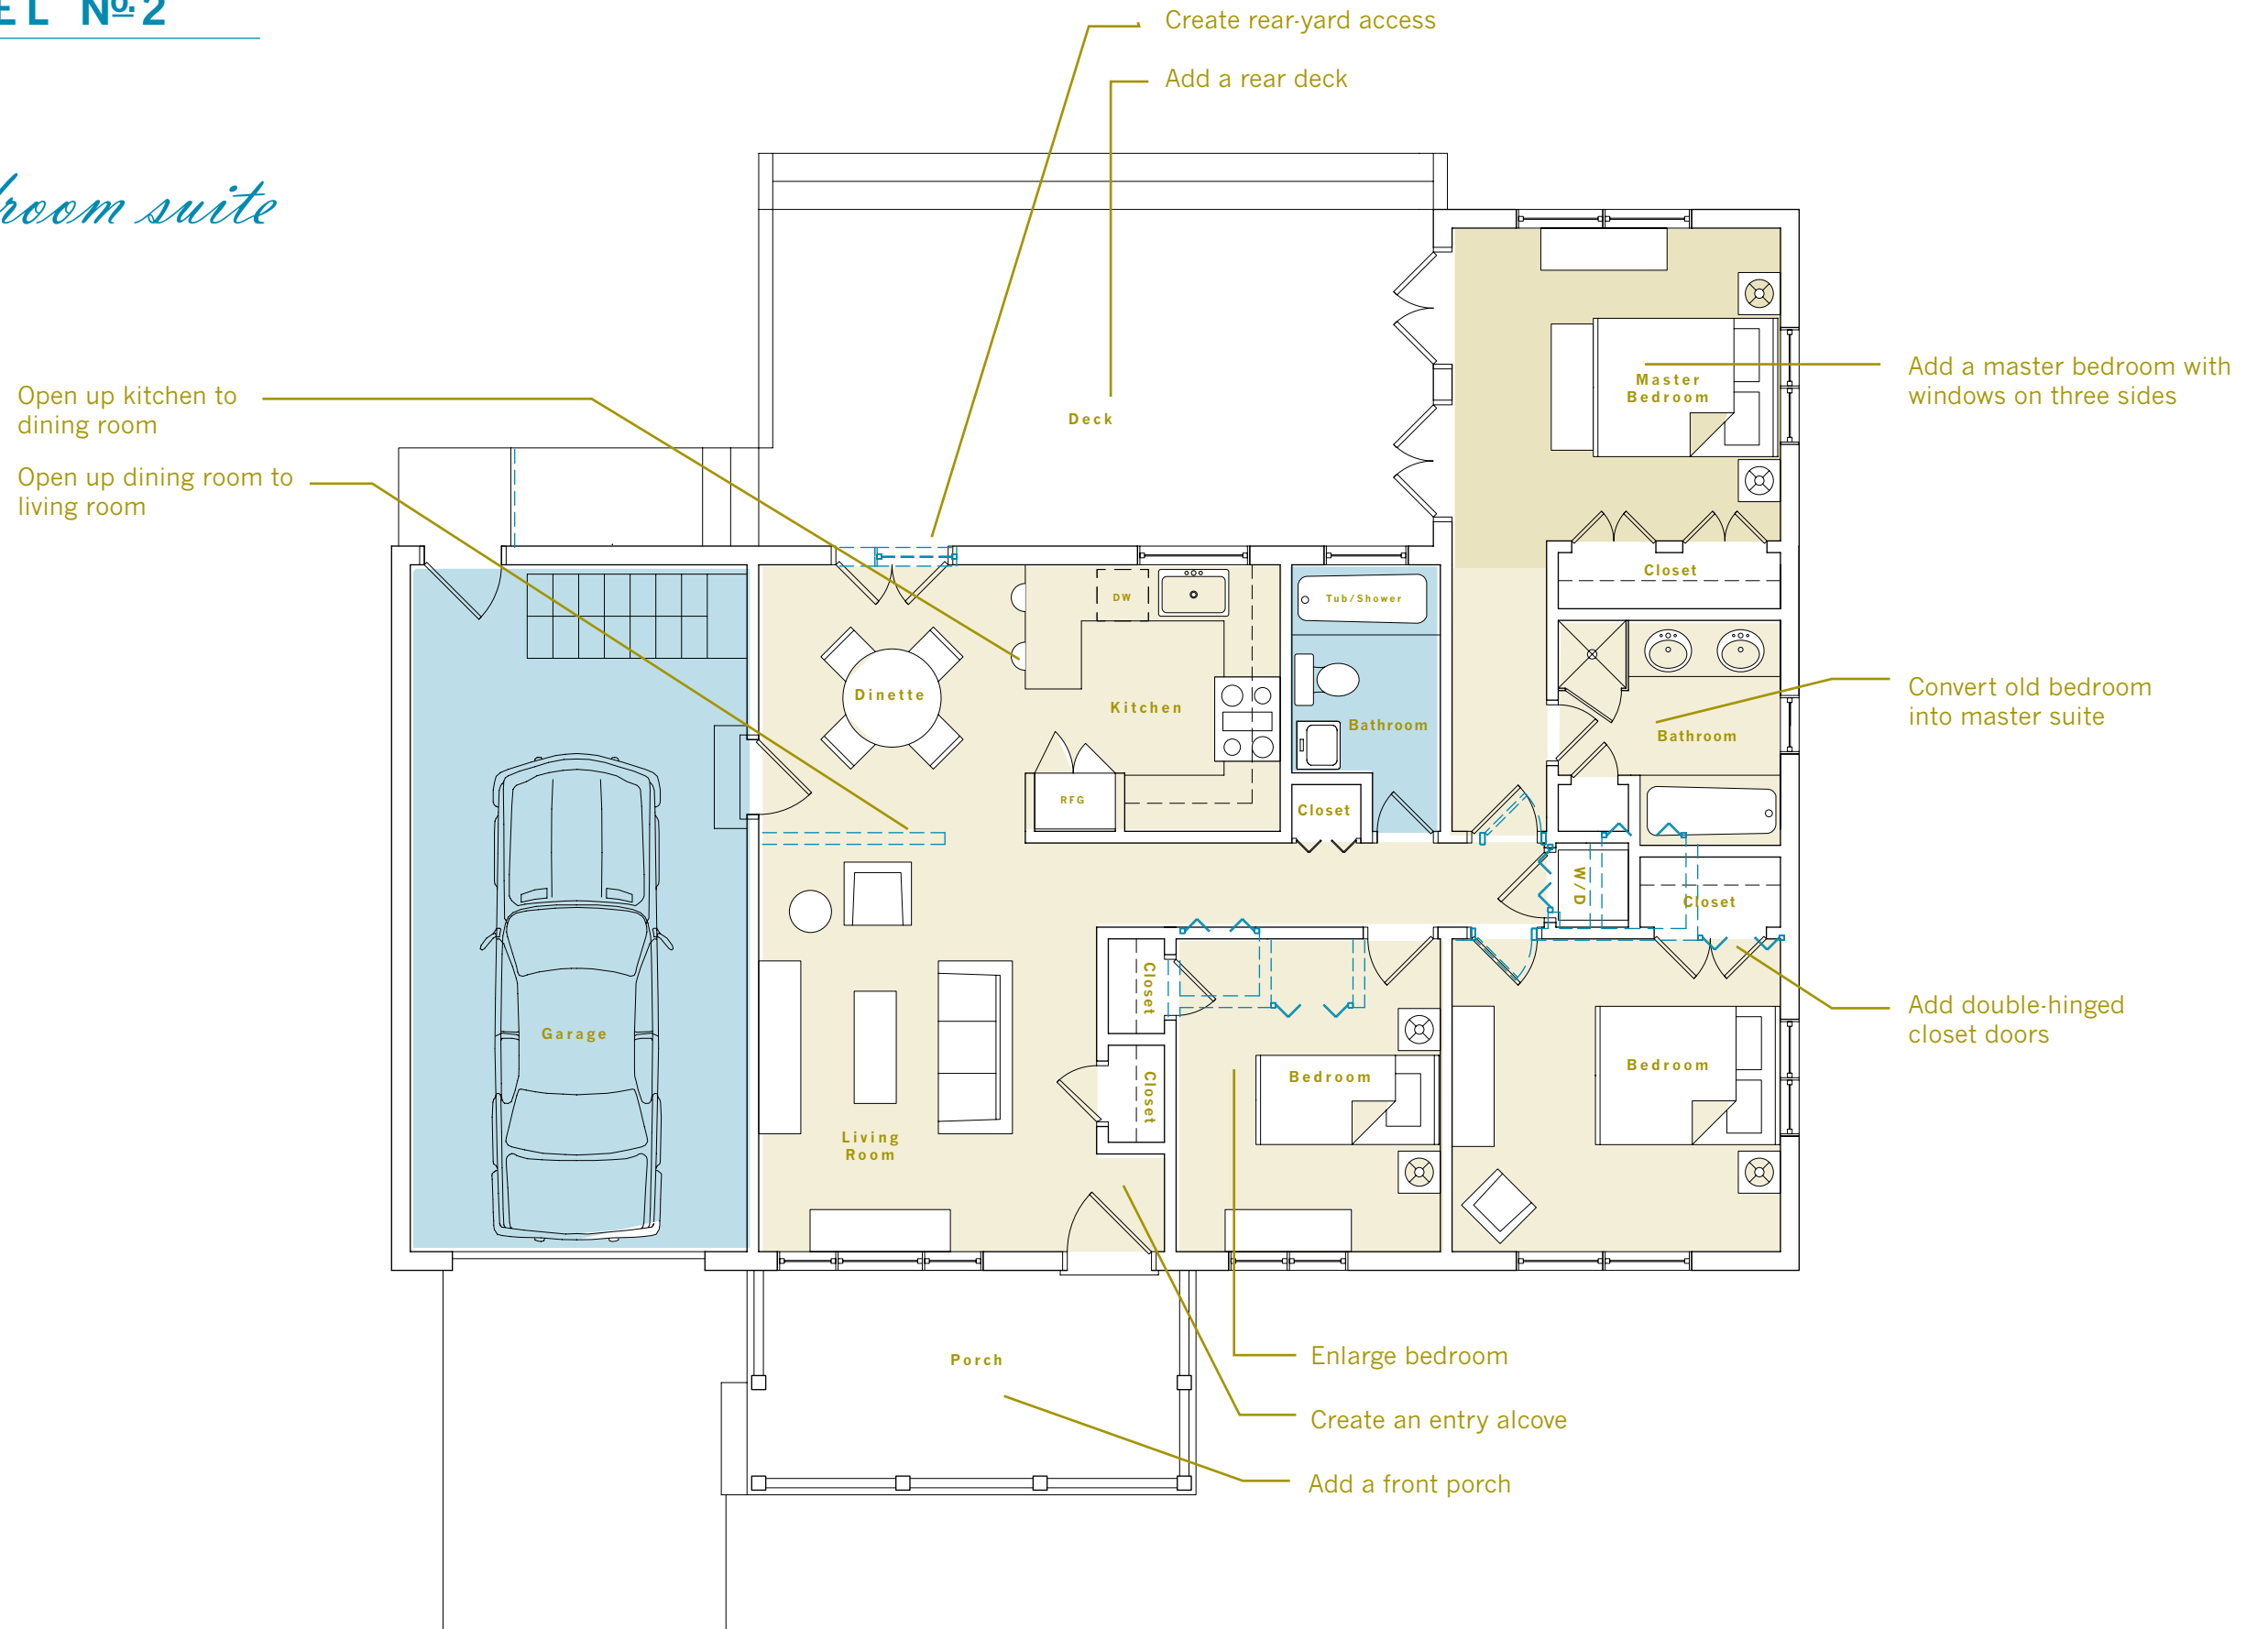 EL Nº.2
room suite
Create rear-yard access
Add a rear deck
Open up kitchen to
dining room
Open up dining room to
living room
Add a master bedroom with
windows on three sides
Convert old bedroom
into master suite
Add double-hinged
closet doors
Enlarge bedroom
Create an entry alcove
Add a front porch
Deck
Master
Bedroom
Closet
DW
Tub/Shower
Dinette
Kitchen
Bathroom
Bathroom
RFG
Closet
W/D
Closet
Closet
Closet
Garage
Bedroom
Bedroom
Living
Room
Porch